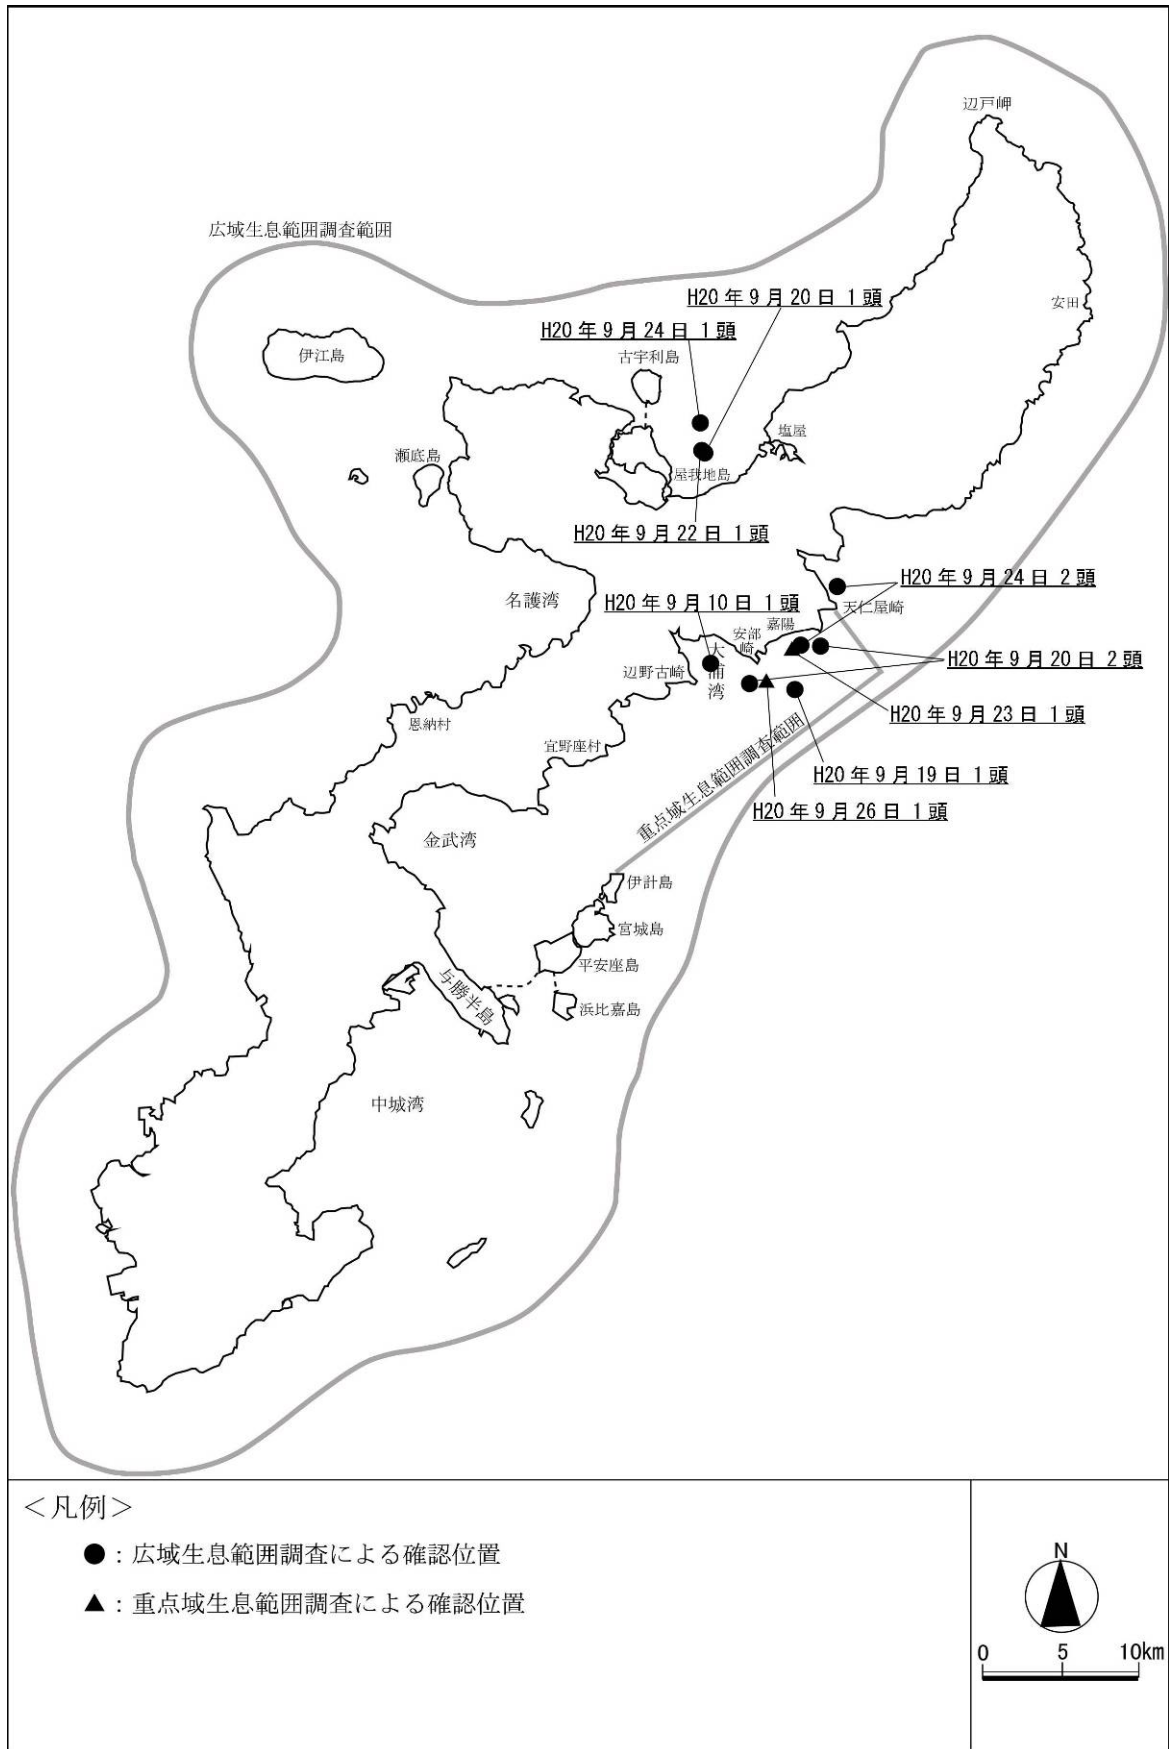 辺戸岬
広域生息範囲調査範囲
H20 年 9 月 20 日 1 頭
安田
H20 年 9 月 24 日 1 頭
伊江島
古宇利島
塩屋
瀬底島
屋我地島
H20 年 9 月 22 日 1 頭
H20 年 9 月 24 日 2 頭
名護湾
H20 年 9 月 10 日 1 頭
天仁屋崎
嘉陽
安部崎
大浦湾
辺野古崎
H20 年 9 月 20 日 2 頭
H20 年 9 月 23 日 1 頭
恩納村
宜野座村
H20 年 9 月 19 日 1 頭
重点域生息範囲調査範囲
H20 年 9 月 26 日 1 頭
金武湾
伊計島
宮城島
平安座島
与勝半島
浜比嘉島
中城湾
＜凡例＞
●：広域生息範囲調査による確認位置
▲：重点域生息範囲調査による確認位置
N
0 5 10km